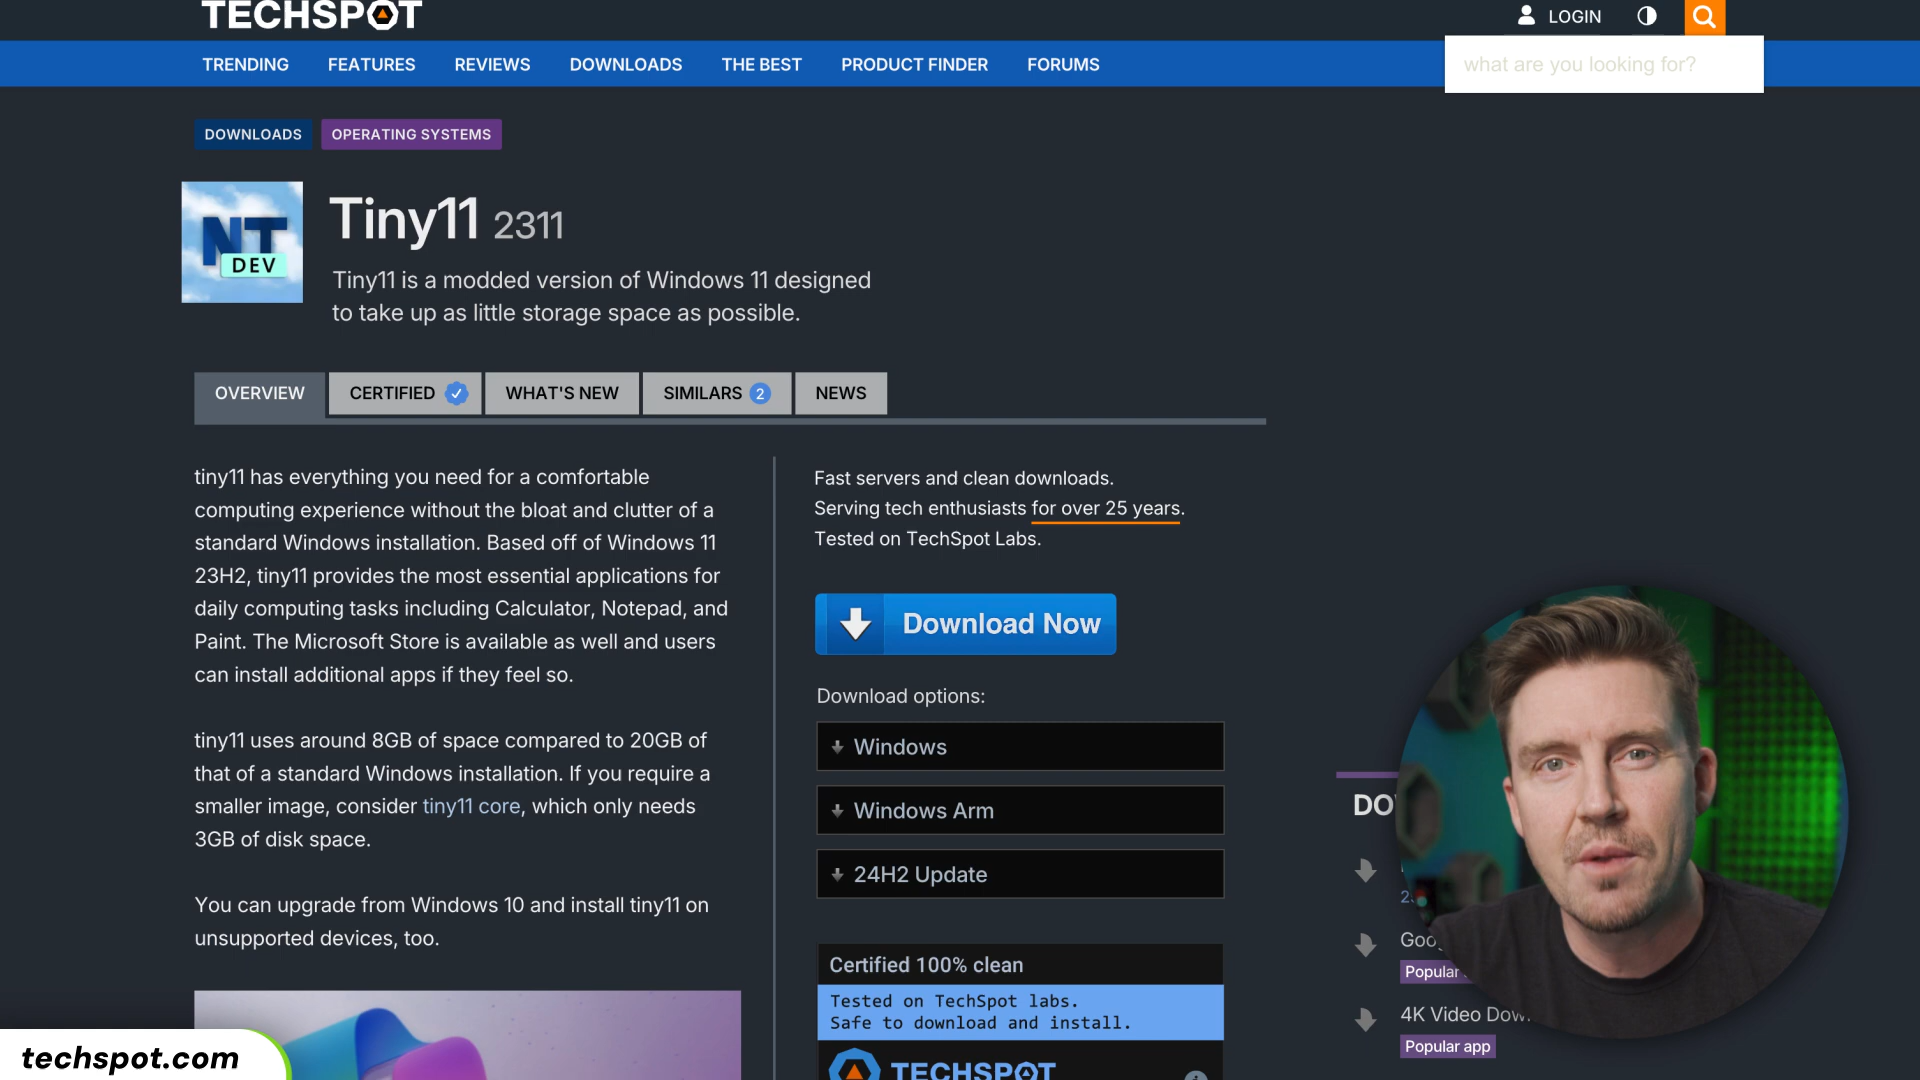 TECHSPOT
LOGIN
TRENDING
FEATURES
REVIEWS
DOWNLOADS
THE BEST
PRODUCT FINDER
FORUMS
what are you looking for?
DOWNLOADS
OPERATING SYSTEMS
NT
DEV
Tiny11 2311
Tiny11 is a modded version of Windows 11 designed
to take up as little storage space as possible.
OVERVIEW
CERTIFIED
WHAT'S NEW
SIMILARS 2
NEWS
tiny11 has everything you need for a comfortable
computing experience without the bloat and clutter of a
standard Windows installation. Based off of Windows 11
23H2, tiny11 provides the most essential applications for
daily computing tasks including Calculator, Notepad, and
Paint. The Microsoft Store is available as well and users
can install additional apps if they feel so.
tiny11 uses around 8GB of space compared to 20GB of
that of a standard Windows installation. If you require a
smaller image, consider tiny11 core, which only needs
3GB of disk space.
You can upgrade from Windows 10 and install tiny11 on
unsupported devices, too.
Fast servers and clean downloads.
Serving tech enthusiasts for over 25 years.
Tested on TechSpot Labs.
Download Now
Download options:
Windows
Windows Arm
24H2 Update
Certified 100% clean
Tested on TechSpot labs.
Safe to download and install.
TECHSPOT
Popular
4K Video
Popular app
techspot.com